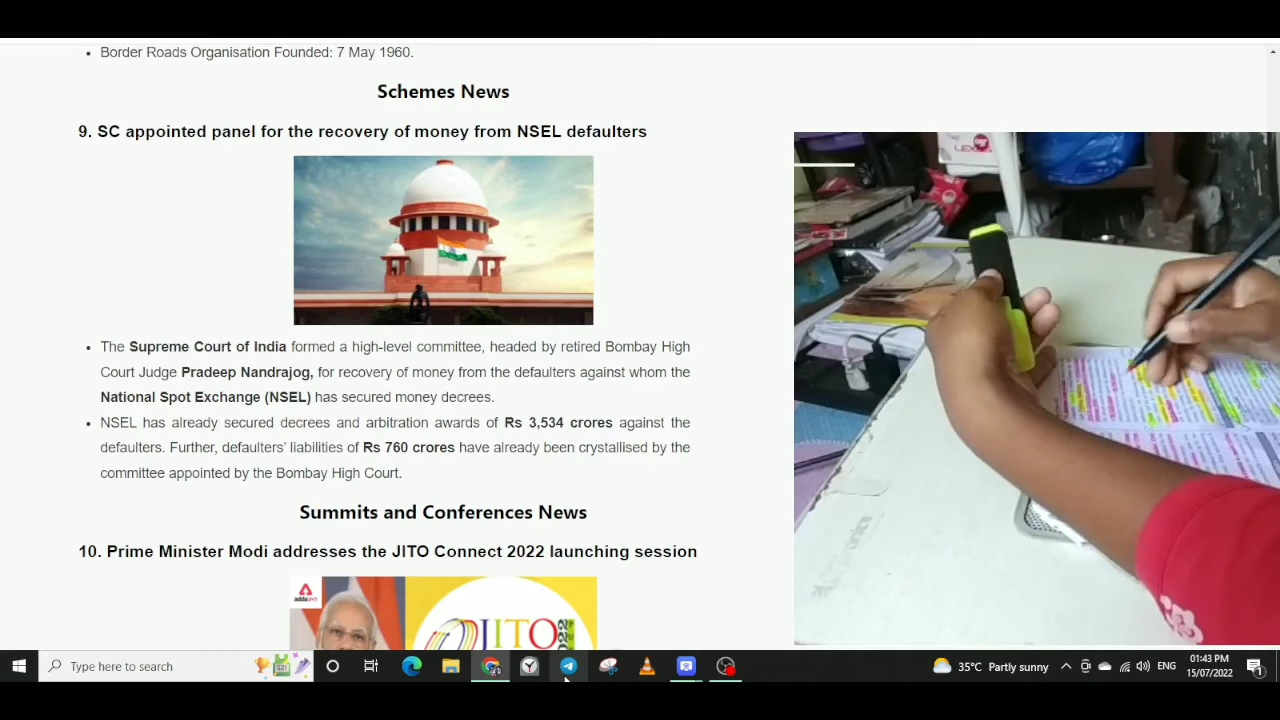 Border Roads Organisation Founded: 7 May 1960.
Schemes News
9. SC appointed panel for the recovery of money from NSEL defaulters
The Supreme Court of India formed a high-level committee, headed by retired Bombay High
Court Judge Pradeep Nandrajog, for recovery of money from the defaulters against whom the
National Spot Exchange (NSEL) has secured money decrees.
NSEL has already secured decrees and arbitration awards of Rs 3,534 crores against the
defaulters. Further, defaulters’ liabilities of Rs 760 crores have already been crystallised by the
committee appointed by the Bombay High Court.
Summits and Conferences News
10. Prime Minister Modi addresses the JITO Connect 2022 launching session
adda247
JITO
2022
Type here to search
35°C Partly sunny
ENG
01:43 PM
15/07/2022
1